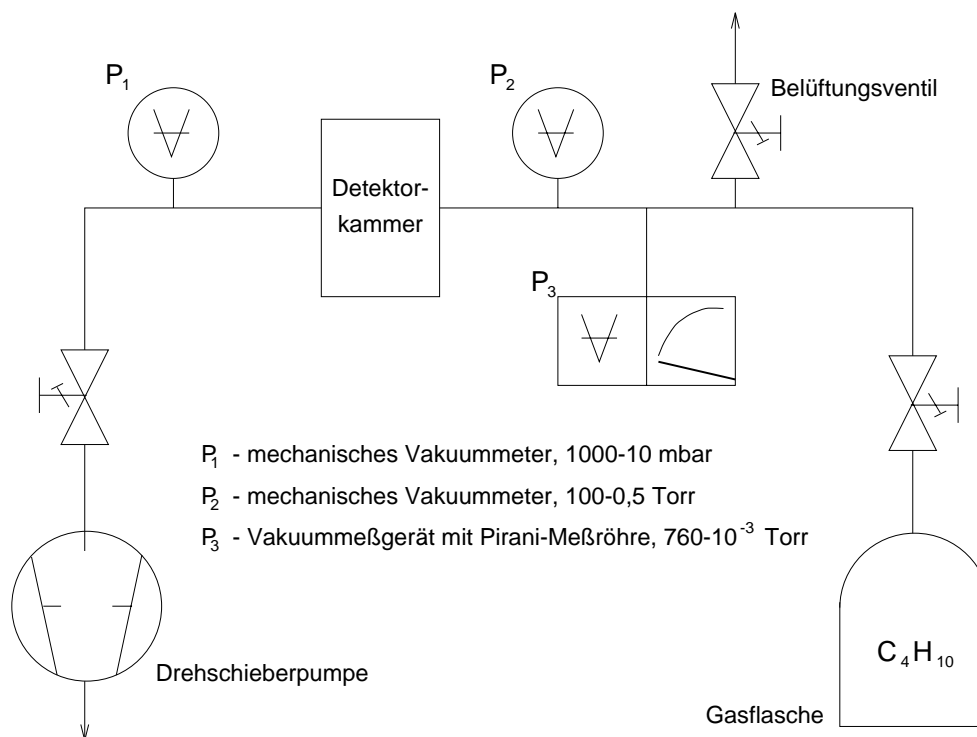 P₁
P₂
Belüftungsventil
Detektor-
kammer
P₃
P₁ - mechanisches Vakuummeter, 1000-10 mbar
P₂ - mechanisches Vakuummeter, 100-0,5 Torr
P₃ - Vakuummeßgerät mit Pirani-Meßröhre, 760-10⁻³ Torr
Drehschieberpumpe
C₄H₁₀
Gasflasche